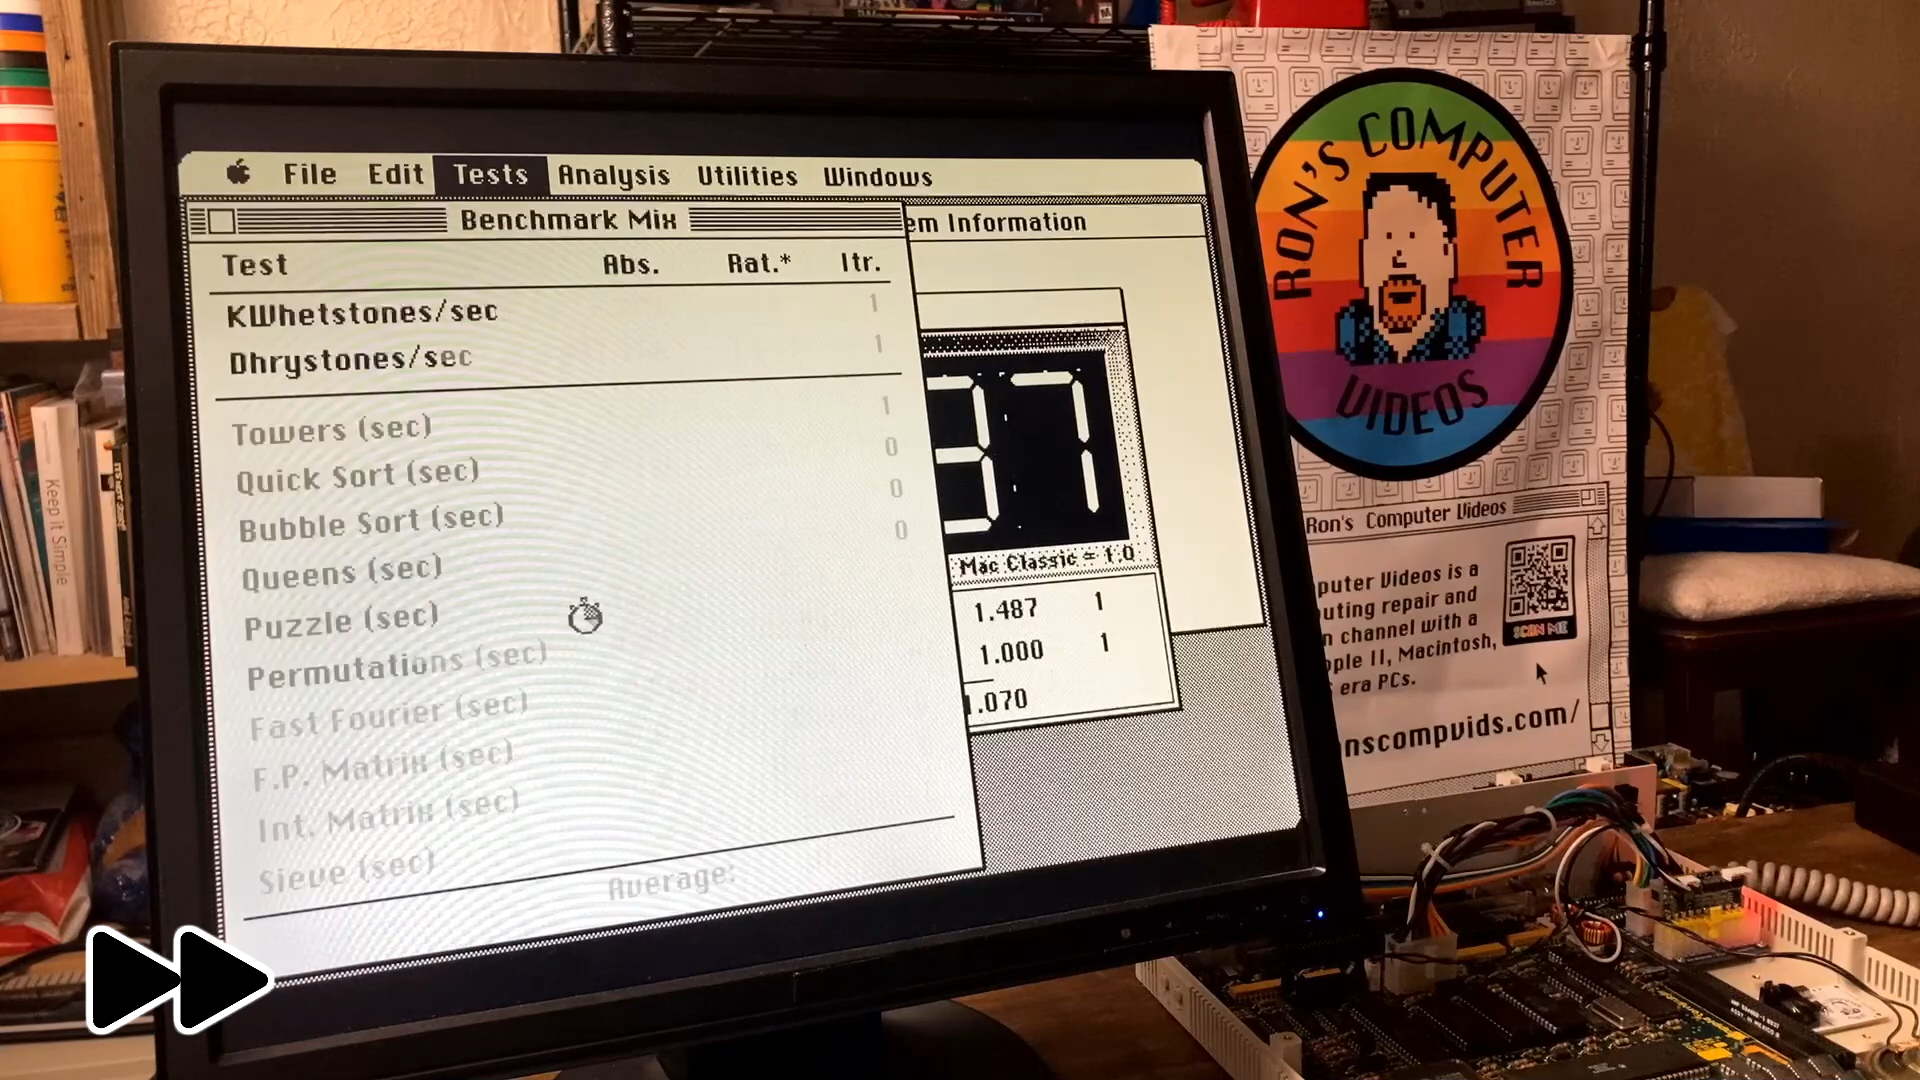 File Edit Tests Analysis Utilities Windows
Benchmark Mix
em Information
Test Abs. Rat.* Itr.
KWhetstones/sec 1
Dhrystones/sec 1
Towers (sec) 1
Quick Sort (sec) 0
Bubble Sort (sec) 0
Queens (sec) 0
Puzzle (sec)
Permutations (sec)
Fast Fourier (sec)
F.P. Matrix (sec)
Int. Matrix (sec)
Sieve (sec)
Average:
37
Mac Classic = 1.0
1.487 1
1.000 1
1.070
RON'S COMPUTER
VIDEOS
Ron's Computer Videos
puter Videos is a
uting repair and
n channel with a
ple II, Macintosh,
era PCs.
SCAN ME
nscompvids.com/
Keep it Simple